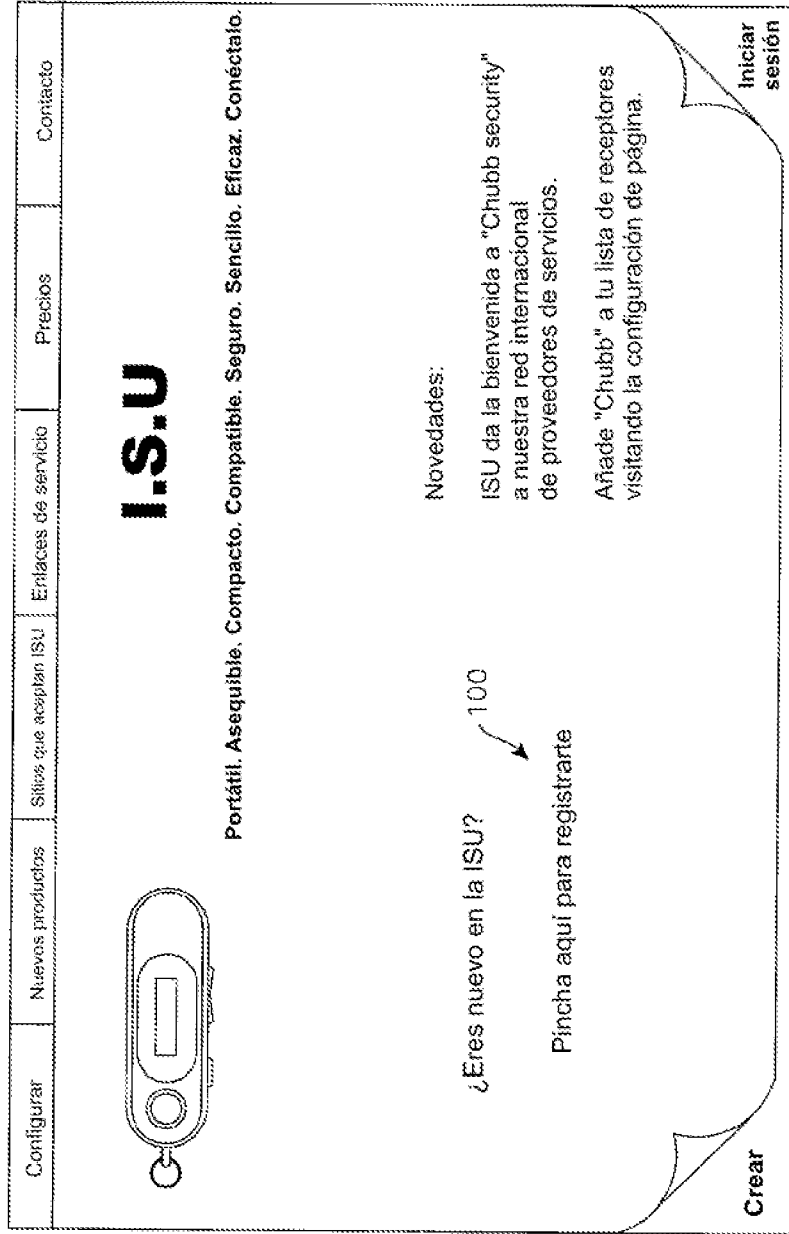 Configurar
Nuevos productos
Sitios que aceptan ISU
Enlaces de servicio
Precios
Contacto
I.S.U
Portátil. Asequible. Compacto. Compatible. Seguro. Sencillo. Eficaz. Conéctalo.
¿Eres nuevo en la ISU?
100
Pincha aquí para registrarte
Novedades:
ISU da la bienvenida a "Chubb security"
a nuestra red internacional
de proveedores de servicios.
Añade "Chubb" a tu lista de receptores
visitando la configuración de página.
Crear
Iniciar
sesión